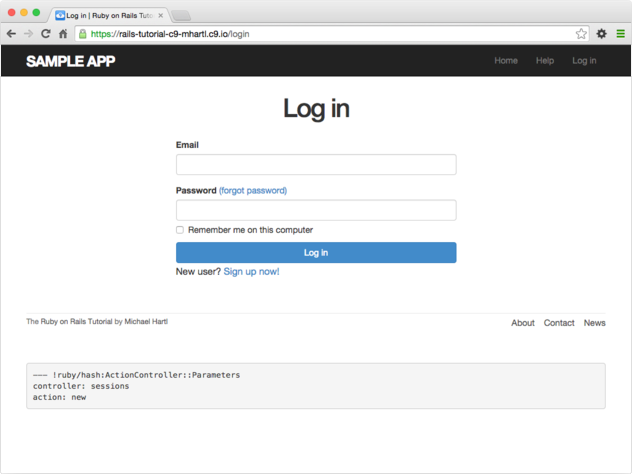 Log in | Ruby on Rails Tuto
https://rails-tutorial-c9-mhartl.c9.io/login
SAMPLE APP
Home Help Log in
Log in
Email
Password (forgot password)
Remember me on this computer
Log in
New user? Sign up now!
The Ruby on Rails Tutorial by Michael Hartl
About Contact News
--- !ruby/hash:ActionController::Parameters
controller: sessions
action: new